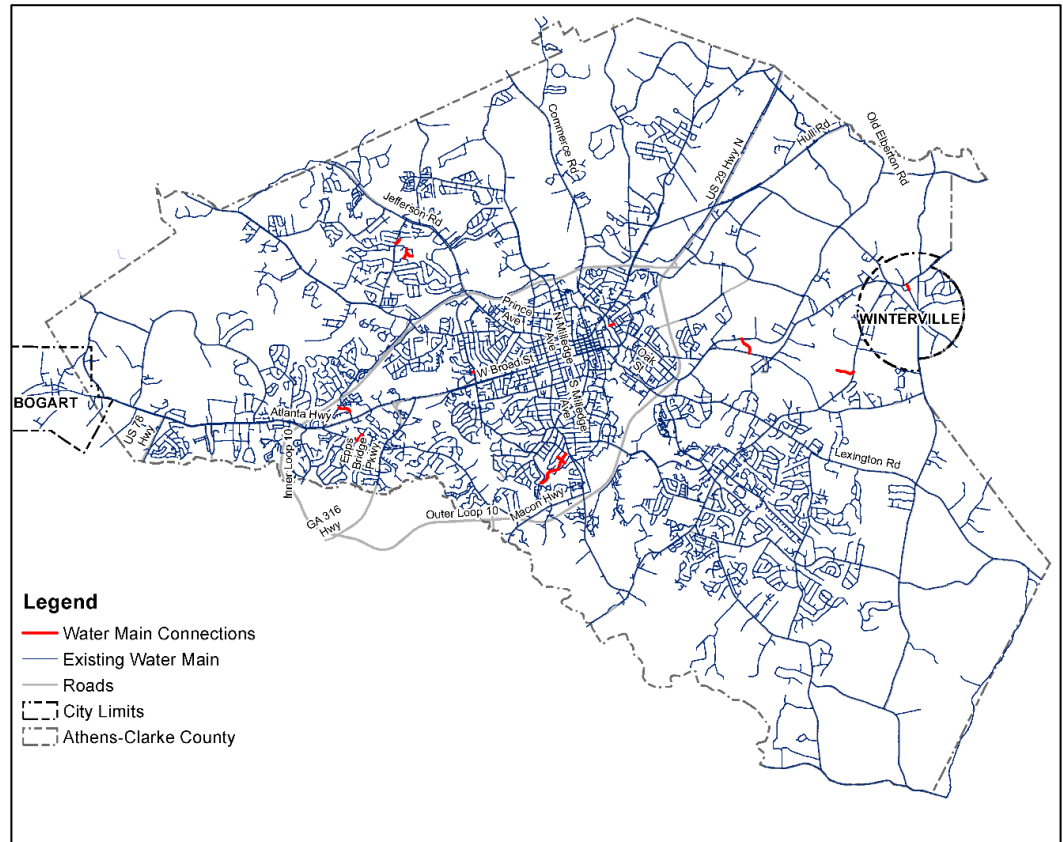 Commerce Rd
US 29 Hwy N
Hull Rd
Old Elberton Rd
Jefferson Rd
Prince
Ave
N Milledge
Ave
WINTERVILLE
Oak
St
W Broad St
S Milledge
Ave
BOGART
Atlanta Hwy
US 78
Hwy
Inner Loop 10
Epps
Bridge
Pkwy
Lexington Rd
GA 316
Hwy
Outer Loop 10
Macon Hwy
Legend
Water Main Connections
Existing Water Main
Roads
City Limits
Athens-Clarke County